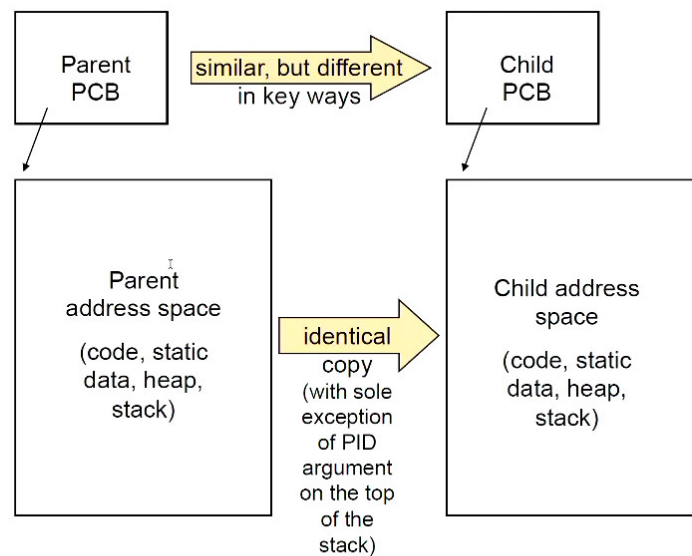 Parent
PCB
similar, but different
in key ways
Child
PCB
Parent
address space
(code, static
data, heap,
stack)
identical
copy
(with sole
exception
of PID
argument
on the top
of the
stack)
Child address
space
(code, static
data, heap,
stack)